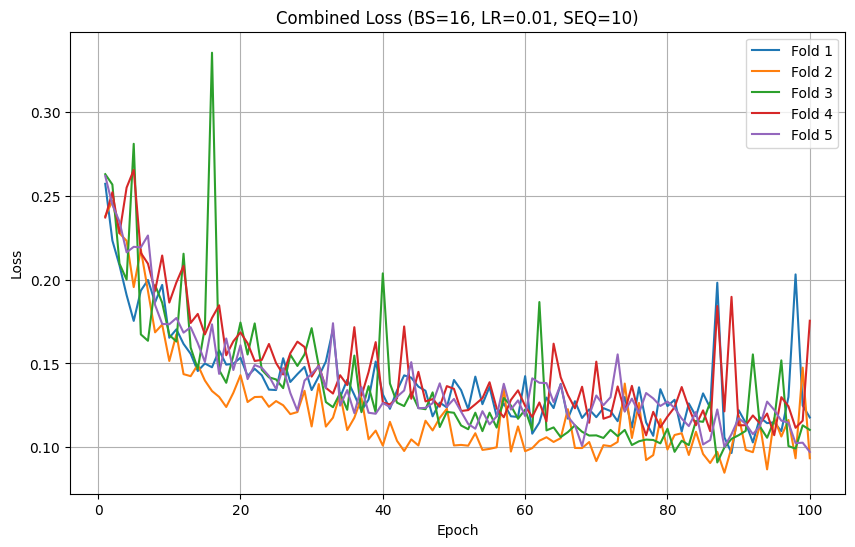 Combined Loss (BS=16, LR=0.01, SEQ=10)
Fold 1
Fold 2
Fold 3
Fold 4
Fold 5
0.30
0.25
0.20
0.15
0.10
Loss
0 20 40 60 80 100
Epoch